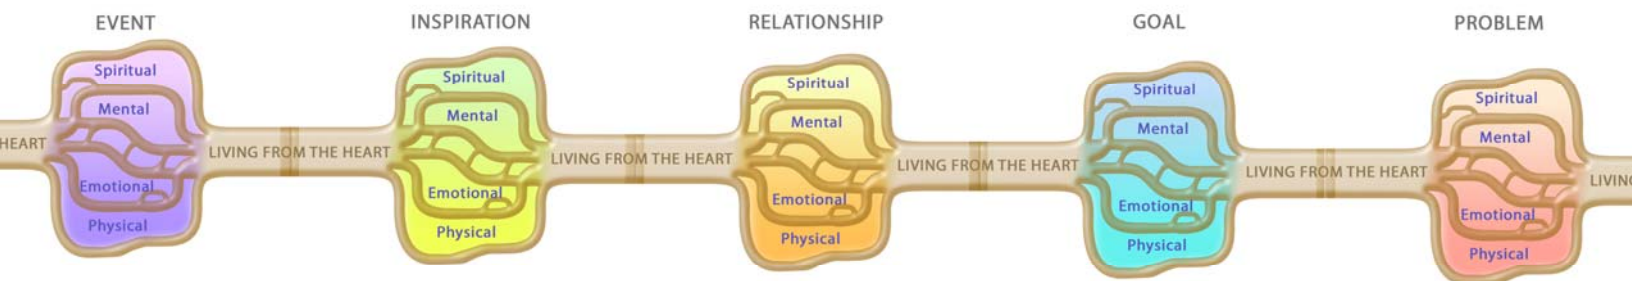 EVENT
INSPIRATION
RELATIONSHIP
GOAL
PROBLEM
Spiritual
Mental
Emotional
Physical
Spiritual
Mental
Emotional
Physical
Spiritual
Mental
Emotional
Physical
Spiritual
Mental
Emotional
Physical
Spiritual
Mental
Emotional
Physical
HEART
LIVING FROM THE HEART
LIVING FROM THE HEART
LIVING FROM THE HEART
LIVING FROM THE HEART
LIVING